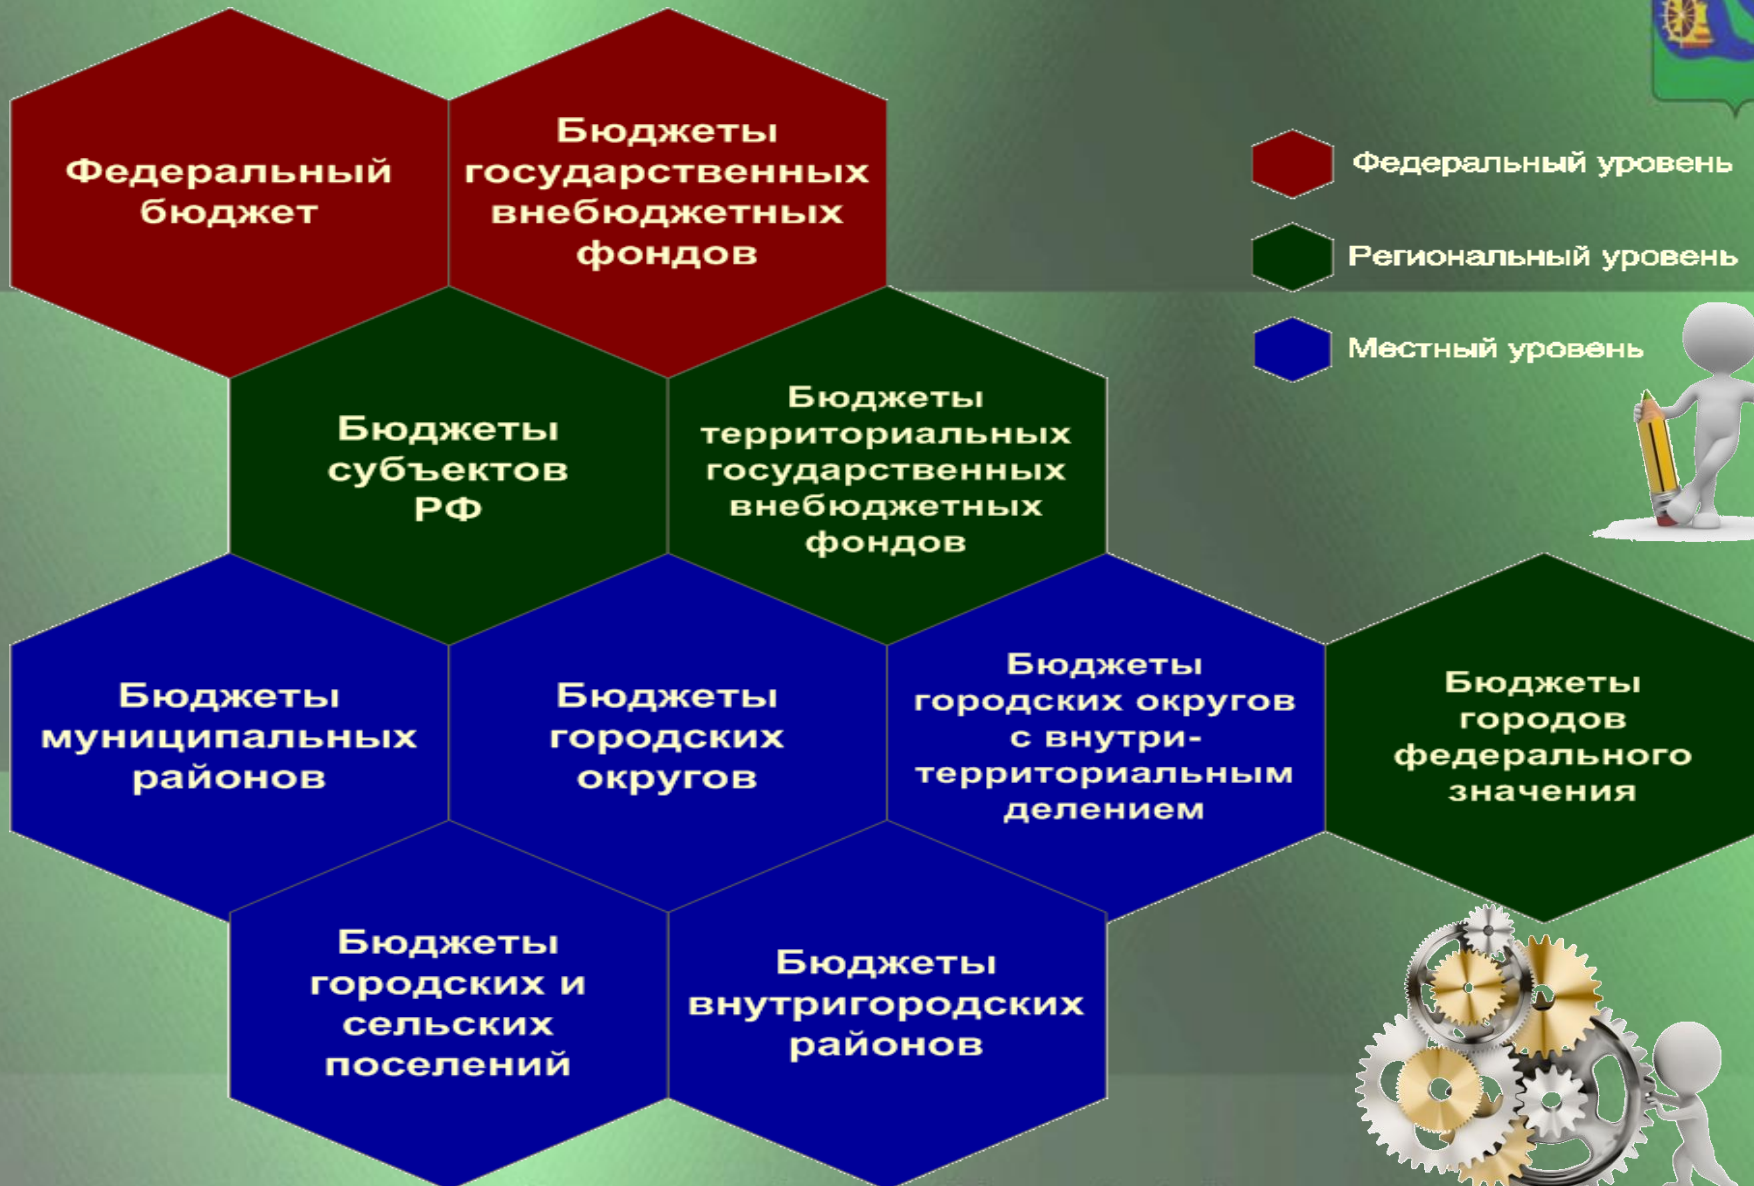 Федеральный
бюджет
Бюджеты
государственных
внебюджетных
фондов
Федеральный уровень
Региональный уровень
Местный уровень
Бюджеты
субъектов
РФ
Бюджеты
территориальных
государственных
внебюджетных
фондов
Бюджеты
муниципальных
районов
Бюджеты
городских
округов
Бюджеты
городских округов
с внутри-
территориальным
делением
Бюджеты
городов
федерального
значения
Бюджеты
городских и
сельских
поселений
Бюджеты
внутригородских
районов